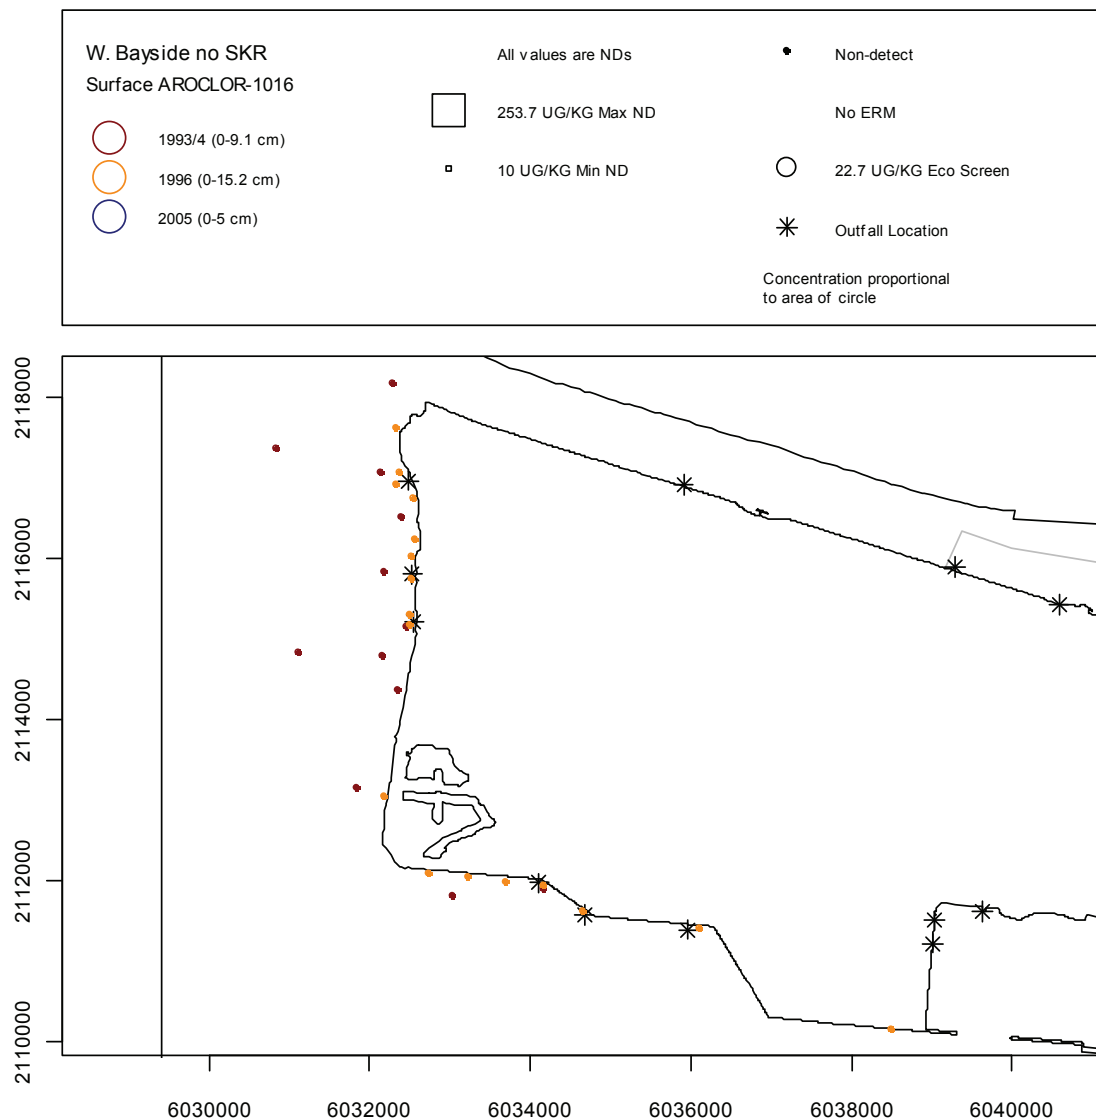 W. Bayside no SKR
Surface AROCLOR-1016
1993/4 (0-9.1 cm)
1996 (0-15.2 cm)
2005 (0-5 cm)
All values are NDs
253.7 UG/KG Max ND
10 UG/KG Min ND
Non-detect
No ERM
22.7 UG/KG Eco Screen
Outfall Location
Concentration proportional
to area of circle
2118000
2116000
2114000
2112000
2110000
6030000 6032000 6034000 6036000 6038000 6040000